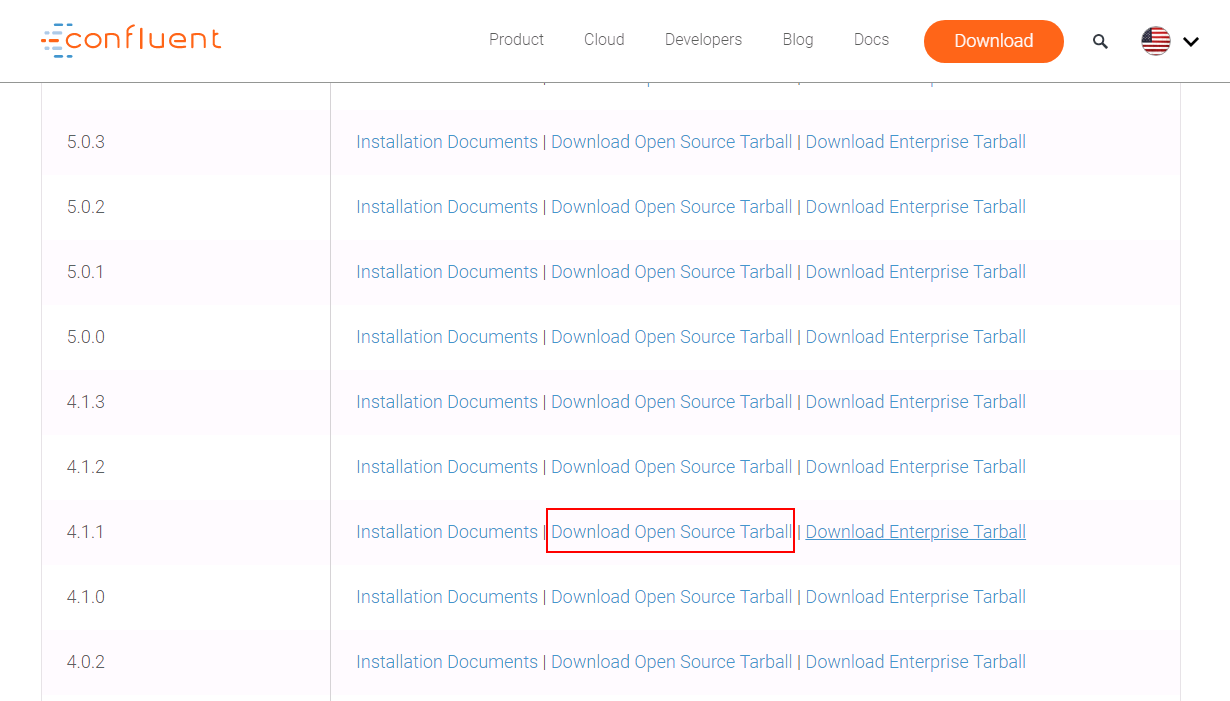 confluent
Product Cloud Developers Blog Docs Download
5.0.3 Installation Documents | Download Open Source Tarball | Download Enterprise Tarball
5.0.2 Installation Documents | Download Open Source Tarball | Download Enterprise Tarball
5.0.1 Installation Documents | Download Open Source Tarball | Download Enterprise Tarball
5.0.0 Installation Documents | Download Open Source Tarball | Download Enterprise Tarball
4.1.3 Installation Documents | Download Open Source Tarball | Download Enterprise Tarball
4.1.2 Installation Documents | Download Open Source Tarball | Download Enterprise Tarball
4.1.1 Installation Documents | Download Open Source Tarball | Download Enterprise Tarball
4.1.0 Installation Documents | Download Open Source Tarball | Download Enterprise Tarball
4.0.2 Installation Documents | Download Open Source Tarball | Download Enterprise Tarball